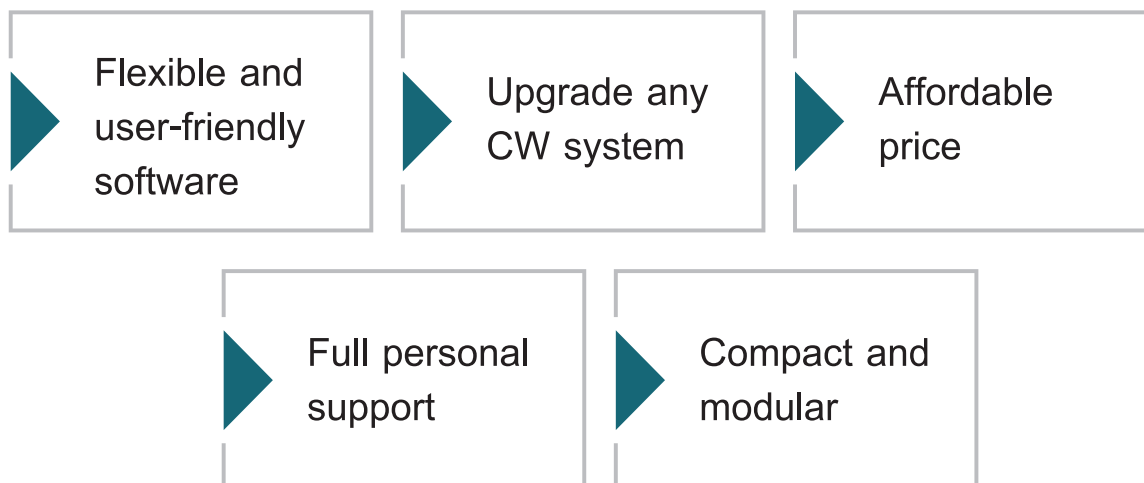 Flexible and
user-friendly
software
Upgrade any
CW system
Affordable
price
Full personal
support
Compact and
modular